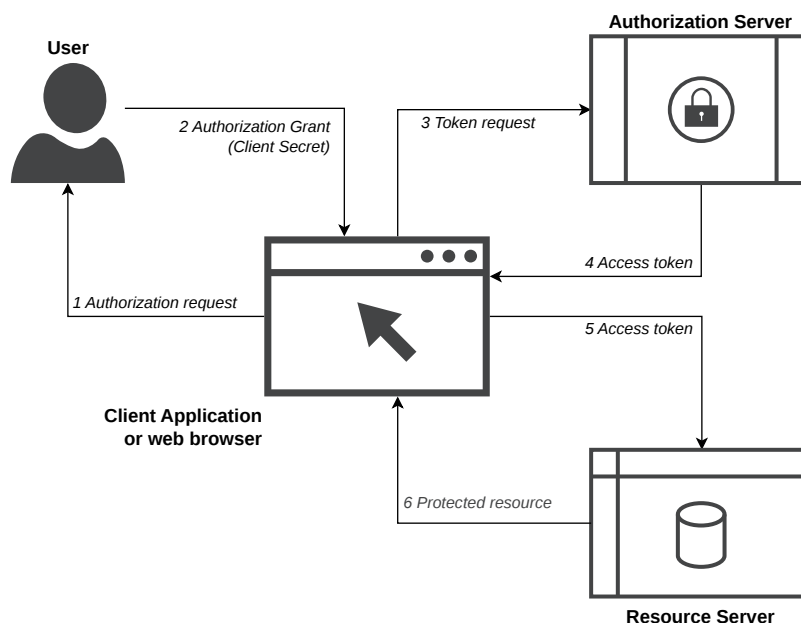 Authorization Server
User
2 Authorization Grant
(Client Secret)
3 Token request
4 Access token
1 Authorization request
5 Access token
Client Application
or web browser
6 Protected resource
Resource Server